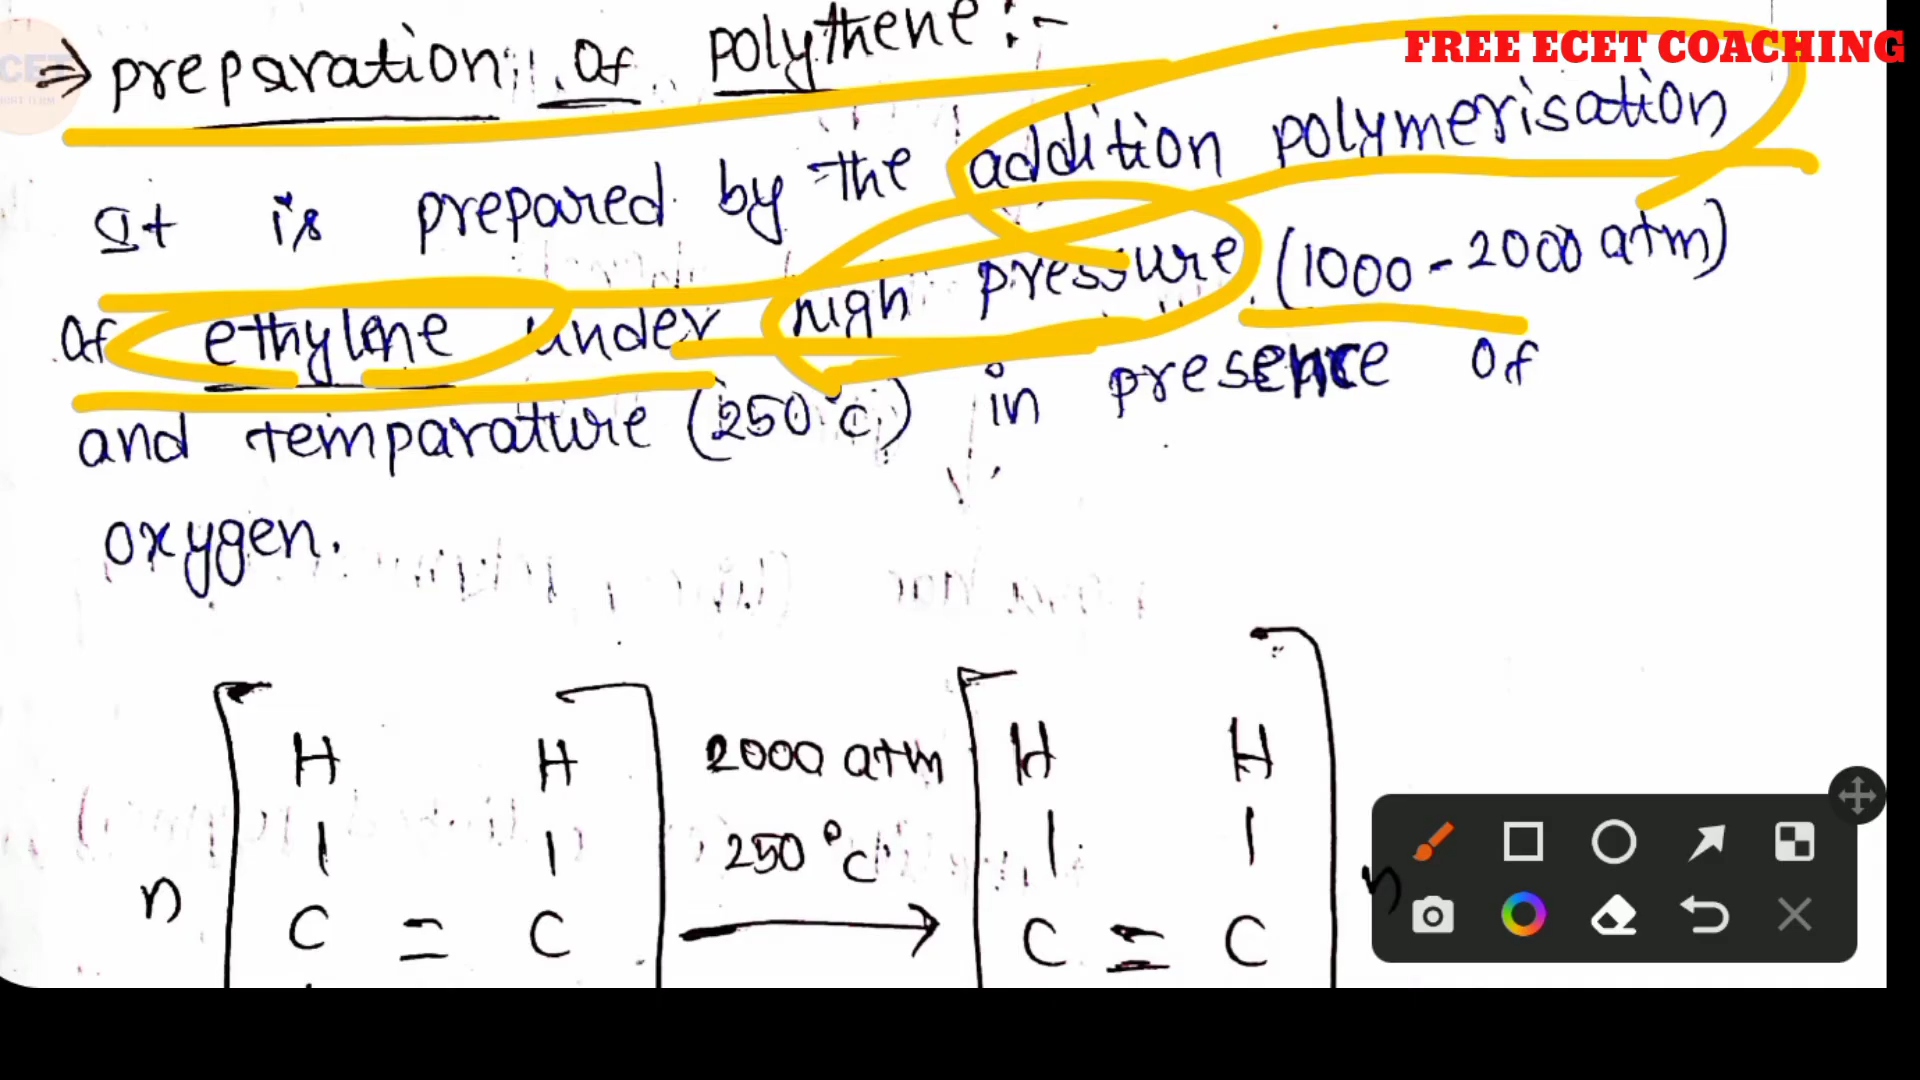 FREE ECET COACHING
⇒ preparation of polythene :-
It is prepared by the addition polymerisation
of ethylene under high pressure (1000 - 2000 atm)
and temparature (250°c) in presence of
oxygen.
H H 2000 atm H H
| | 250°c | |
n C = C → C = C n